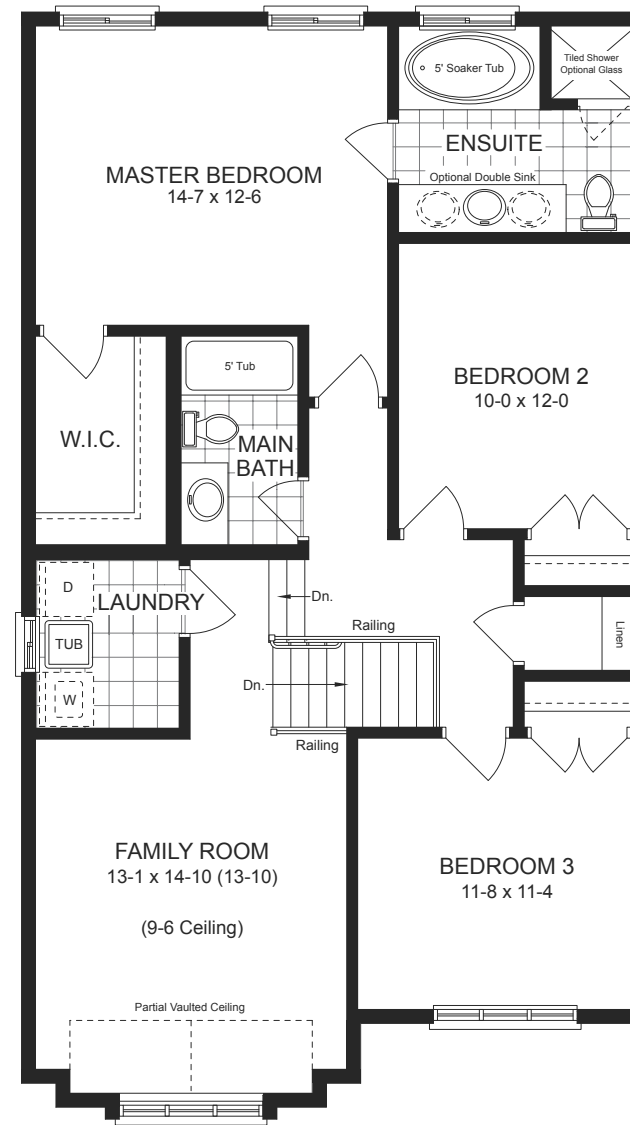 5' Soaker Tub
Tiled Shower
Optional Glass
ENSUITE
Optional Double Sink
MASTER BEDROOM
14-7 x 12-6
5' Tub
BEDROOM 2
10-0 x 12-0
W.I.C.
MAIN
BATH
D
LAUNDRY
Dn.
Railing
Linen
TUB
W
Dn.
Railing
FAMILY ROOM
13-1 x 14-10 (13-10)
(9-6 Ceiling)
BEDROOM 3
11-8 x 11-4
Partial Vaulted Ceiling